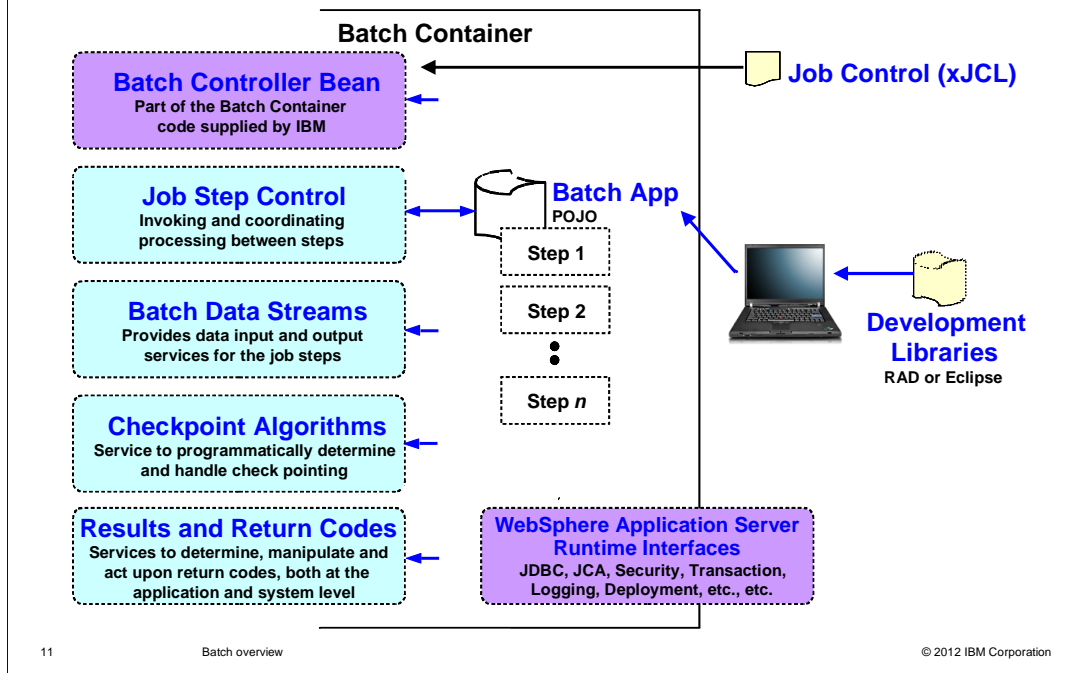 Batch Container
Batch Controller Bean
Part of the Batch Container
code supplied by IBM
Job Control (xJCL)
Job Step Control
Invoking and coordinating
processing between steps
Batch App
POJO
Step 1
Step 2
Step n
Batch Data Streams
Provides data input and output
services for the job steps
Development
Libraries
RAD or Eclipse
Checkpoint Algorithms
Service to programmatically determine
and handle check pointing
Results and Return Codes
Services to determine, manipulate and
act upon return codes, both at the
application and system level
WebSphere Application Server
Runtime Interfaces
JDBC, JCA, Security, Transaction,
Logging, Deployment, etc., etc.
11
Batch overview
© 2012 IBM Corporation